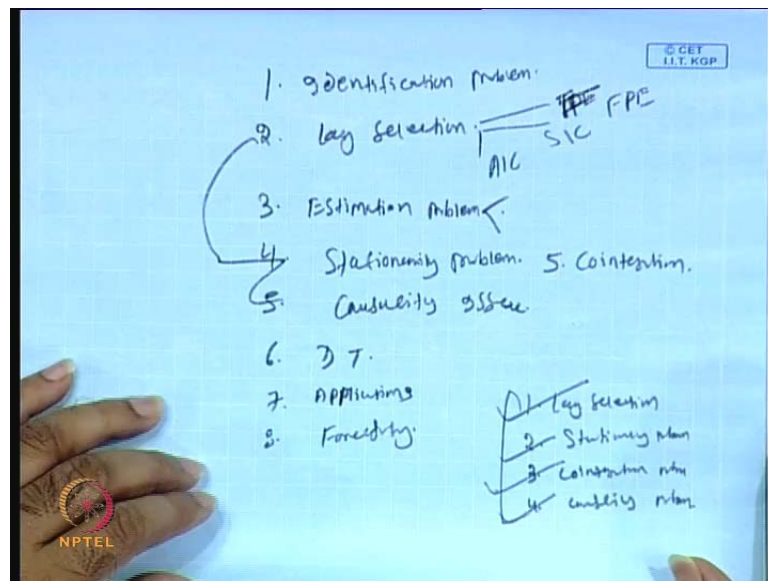 © CET
I.I.T. KGP
1. Identification problem.
2. Lag Selection. FPE
SIC
AIC
3. Estimation problem
4 Stationarity problem. 5. Cointegration.
5. Causality Issue
6. D T.
7. Applications
8. Forecasting.
1. Lag Selection
2. Stationary
3. Cointegration
4. Causality
NPTEL